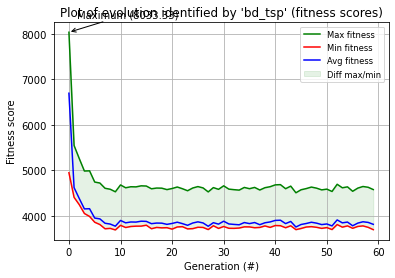 Plot of evolution identified by 'bd_tsp' (fitness scores)
Maximum (8033.33)
Max fitness
Min fitness
Avg fitness
Diff max/min
Fitness score
8000
7000
6000
5000
4000
0 10 20 30 40 50 60
Generation (#)